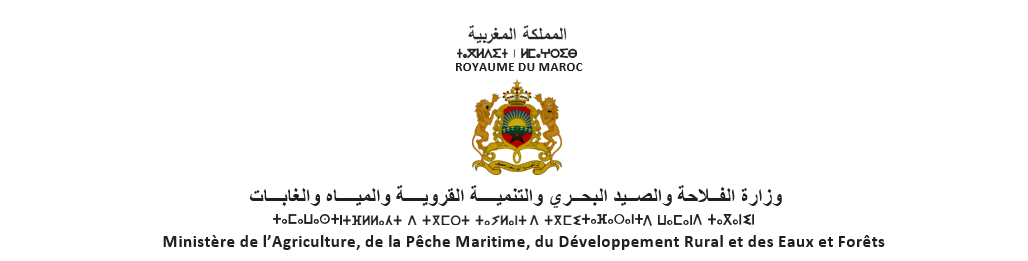 المملكة المغربية
ⵜⴰⴳⵍⴷⵉⵜ ⵏ ⵍⵎⴰⵖⵔⵉⴱ
ROYAUME DU MAROC
وزارة الفلاحة والصيد البحري والتنمية القروية والمياه والغابات
Ministère de l’Agriculture, de la Pêche Maritime, du Développement Rural et des Eaux et Forêts